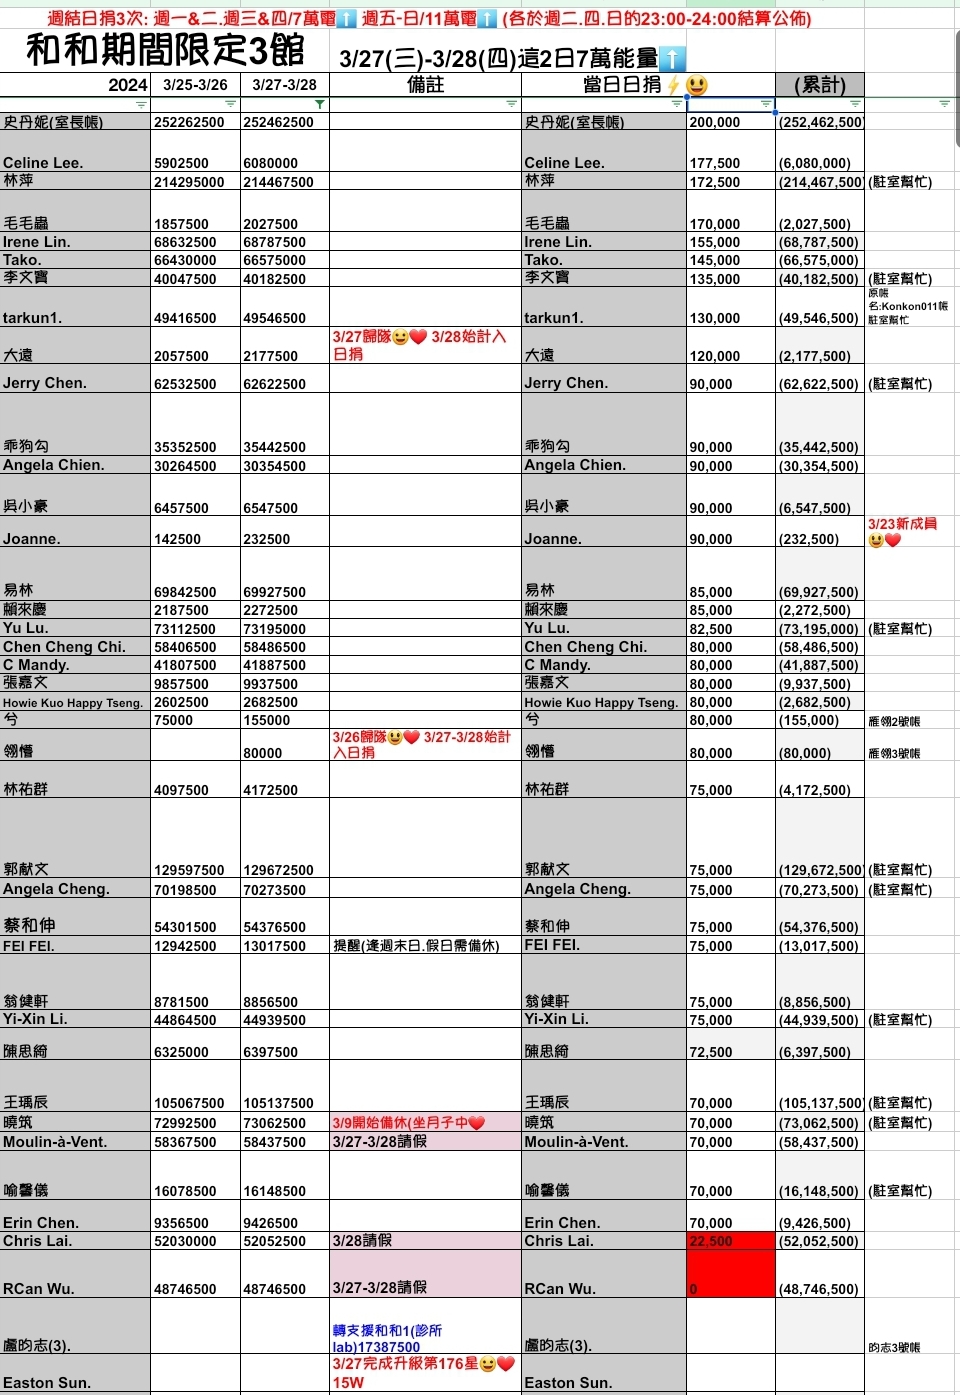 週結日捐3次: 週一&二.週三&四/7萬電⬆️ 週五-日/11萬電⬆️ (各於週二.四.日的23:00-24:00結算公佈)
和和期間限定3館 3/27(三)-3/28(四)這2日7萬能量⬆️
2024 3/25-3/26 3/27-3/28 備註 當日日捐⚡😃 (累計)
史丹妮(室長帳) 252262500 252462500 史丹妮(室長帳) 200,000 (252,462,500)
Celine Lee. 5902500 6080000 Celine Lee. 177,500 (6,080,000)
林萍 214295000 214467500 林萍 172,500 (214,467,500) (駐室幫忙)
毛毛蟲 1857500 2027500 毛毛蟲 170,000 (2,027,500)
Irene Lin. 68632500 68787500 Irene Lin. 155,000 (68,787,500)
Tako. 66430000 66575000 Tako. 145,000 (66,575,000)
李文寶 40047500 40182500 李文寶 135,000 (40,182,500) (駐室幫忙)
原帳
名:Konkon011帳
tarkun1. 49416500 49546500 tarkun1. 130,000 (49,546,500) 駐室幫忙
3/27歸隊😃❤️ 3/28始計入
大遠 2057500 2177500 日捐 大遠 120,000 (2,177,500)
Jerry Chen. 62532500 62622500 Jerry Chen. 90,000 (62,622,500) (駐室幫忙)
乖狗勾 35352500 35442500 乖狗勾 90,000 (35,442,500)
Angela Chien. 30264500 30354500 Angela Chien. 90,000 (30,354,500)
吳小豪 6457500 6547500 吳小豪 90,000 (6,547,500)
3/23新成員
Joanne. 142500 232500 Joanne. 90,000 (232,500) 😃❤️
易林 69842500 69927500 易林 85,000 (69,927,500)
賴來慶 2187500 2272500 賴來慶 85,000 (2,272,500)
Yu Lu. 73112500 73195000 Yu Lu. 82,500 (73,195,000) (駐室幫忙)
Chen Cheng Chi. 58406500 58486500 Chen Cheng Chi. 80,000 (58,486,500)
C Mandy. 41807500 41887500 C Mandy. 80,000 (41,887,500)
張嘉文 9857500 9937500 張嘉文 80,000 (9,937,500)
Howie Kuo Happy Tseng. 2602500 2682500 Howie Kuo Happy Tseng. 80,000 (2,682,500)
兮 75000 155000 兮 80,000 (155,000) 雁翎2號帳
3/26歸隊😃❤️ 3/27-3/28始計
翎懵 80000 入日捐 翎懵 80,000 (80,000) 雁翎3號帳
林祐群 4097500 4172500 林祐群 75,000 (4,172,500)
郭献文 129597500 129672500 郭献文 75,000 (129,672,500) (駐室幫忙)
Angela Cheng. 70198500 70273500 Angela Cheng. 75,000 (70,273,500) (駐室幫忙)
蔡和伸 54301500 54376500 蔡和伸 75,000 (54,376,500)
FEI FEI. 12942500 13017500 提醒(逢週末日.假日需備休) FEI FEI. 75,000 (13,017,500)
翁健軒 8781500 8856500 翁健軒 75,000 (8,856,500)
Yi-Xin Li. 44864500 44939500 Yi-Xin Li. 75,000 (44,939,500) (駐室幫忙)
陳思綺 6325000 6397500 陳思綺 72,500 (6,397,500)
王瑀辰 105067500 105137500 王瑀辰 70,000 (105,137,500) (駐室幫忙)
曉筑 72992500 73062500 3/9開始備休(坐月子中❤️ 曉筑 70,000 (73,062,500) (駐室幫忙)
Moulin-à-Vent. 58367500 58437500 3/27-3/28請假 Moulin-à-Vent. 70,000 (58,437,500)
喻馨儀 16078500 16148500 喻馨儀 70,000 (16,148,500) (駐室幫忙)
Erin Chen. 9356500 9426500 Erin Chen. 70,000 (9,426,500)
Chris Lai. 52030000 52052500 3/28請假 Chris Lai. 22,500 (52,052,500)
RCan Wu. 48746500 48746500 3/27-3/28請假 RCan Wu. 0 (48,746,500)
轉支援和和1(診所
盧昀志(3). lab)17387500 盧昀志(3). 昀志3號帳
3/27完成升級第176星😃❤️
Easton Sun. 15W Easton Sun.